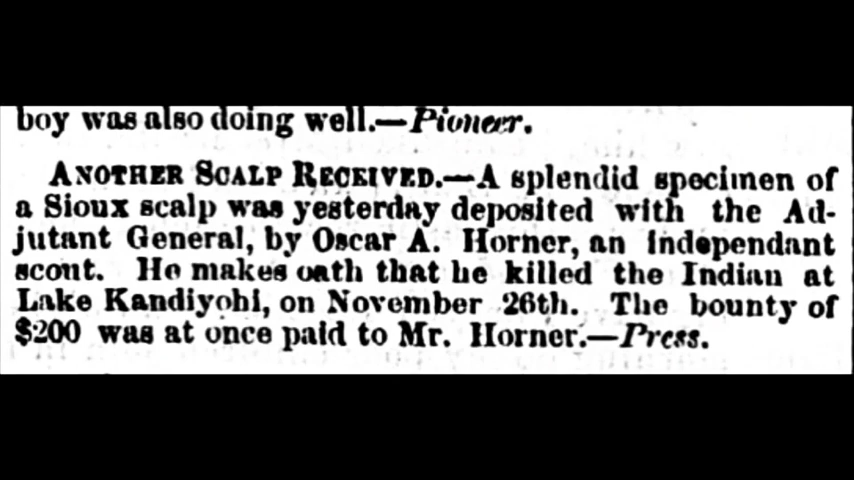 boy was also doing well.—Pioneer.
ANOTHER SCALP RECEIVED.—A splendid specimen of
a Sioux scalp was yesterday deposited with the Ad-
jutant General, by Oscar A. Horner, an independant
scout. He makes oath that he killed the Indian at
Lake Kandiyohi, on November 26th. The bounty of
$200 was at once paid to Mr. Horner.—Press.